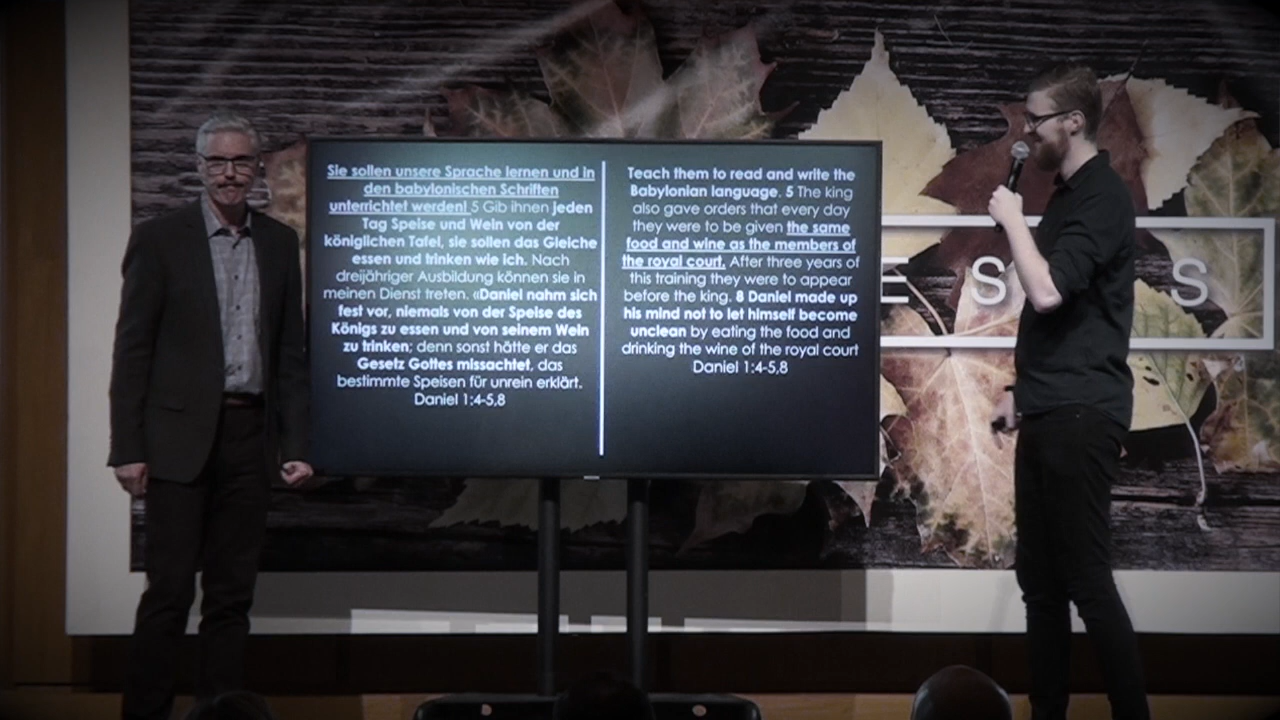 Sie sollen unsere Sprache lernen und in
den babylonischen Schriften
unterrichtet werden! 5 Gib ihnen jeden
Tag Speise und Wein von der
königlichen Tafel, sie sollen das Gleiche
essen und trinken wie ich. Nach
dreijähriger Ausbildung können sie in
meinen Dienst treten. «Daniel nahm sich
fest vor, niemals von der Speise des
Königs zu essen und von seinem Wein
zu trinken; denn sonst hätte er das
Gesetz Gottes missachtet, das
bestimmte Speisen für unrein erklärt.
Daniel 1:4-5,8
Teach them to read and write the
Babylonian language. 5 The king
also gave orders that every day
they were to be given the same
food and wine as the members of
the royal court. After three years of
this training they were to appear
before the king. 8 Daniel made up
his mind not to let himself become
unclean by eating the food and
drinking the wine of the royal court
Daniel 1:4-5,8
E S S